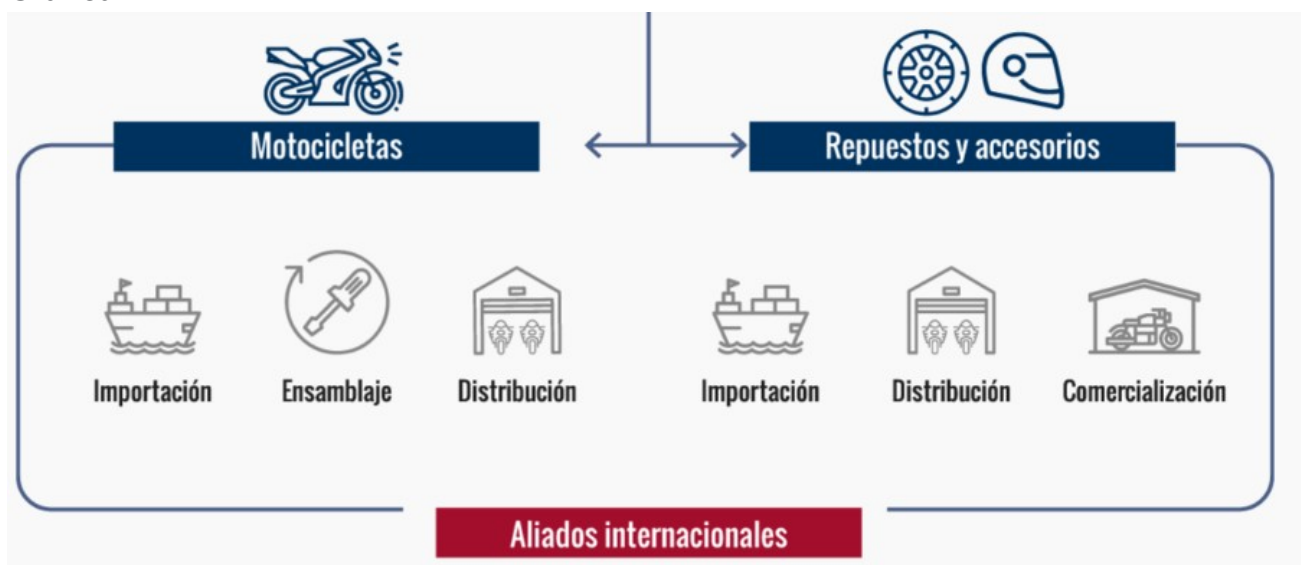 Motocicletas
Repuestos y accesorios
Importación
Ensamblaje
Distribución
Importación
Distribución
Comercialización
Aliados internacionales